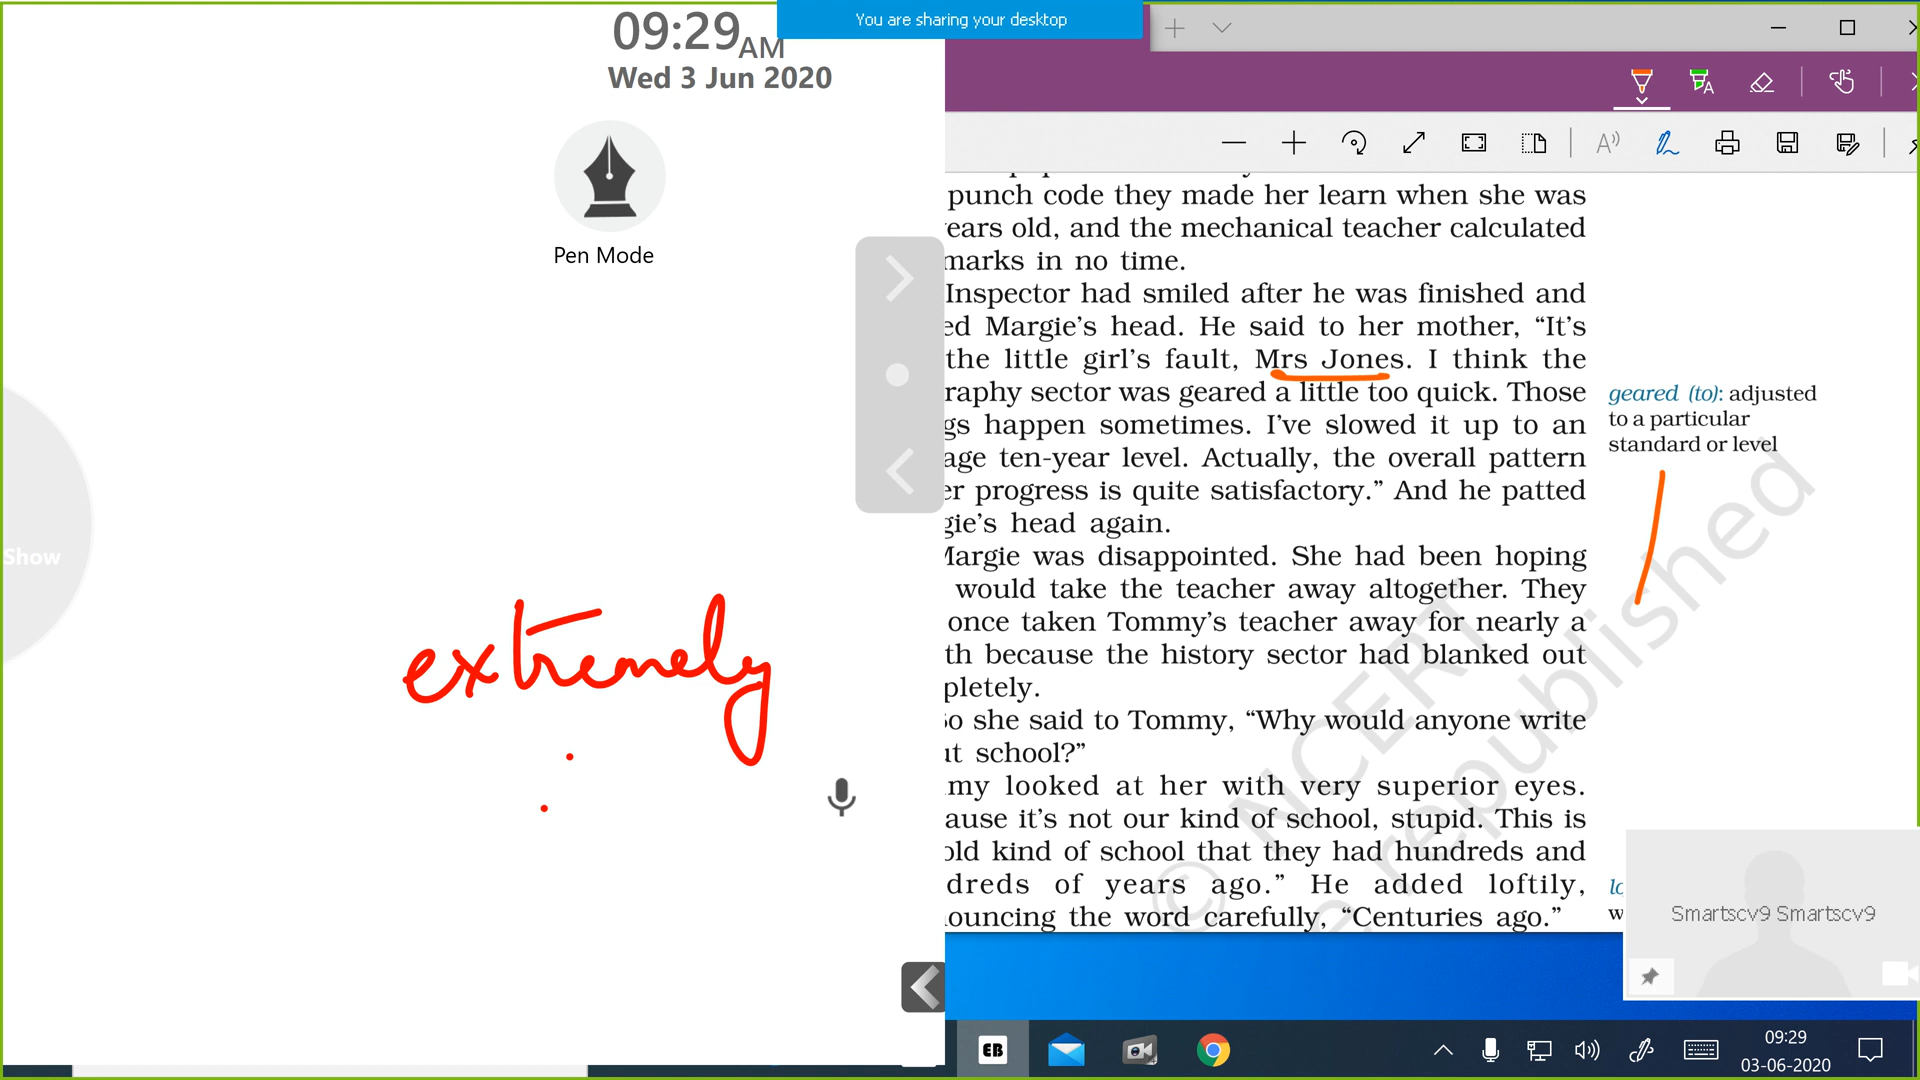 You are sharing your desktop
09:29 AM
Wed 3 Jun 2020
Pen Mode
Show
extremely
punch code they made her learn when she was
ears old, and the mechanical teacher calculated
marks in no time.
Inspector had smiled after he was finished and
ed Margie's head. He said to her mother, “It's
the little girl's fault, Mrs Jones. I think the
raphy sector was geared a little too quick. Those
gs happen sometimes. I've slowed it up to an
age ten-year level. Actually, the overall pattern
er progress is quite satisfactory.” And he patted
gie's head again.
Margie was disappointed. She had been hoping
would take the teacher away altogether. They
once taken Tommy's teacher away for nearly a
th because the history sector had blanked out
pletely.
So she said to Tommy, “Why would anyone write
ut school?”
my looked at her with very superior eyes.
ause it's not our kind of school, stupid. This is
old kind of school that they had hundreds and
dreds of years ago.” He added loftily,
nouncing the word carefully, “Centuries ago.”
geared (to): adjusted
to a particular
standard or level
lo
w
© NCERT
republished
Smartscv9 Smartscv9
EB
09:29
03-06-2020